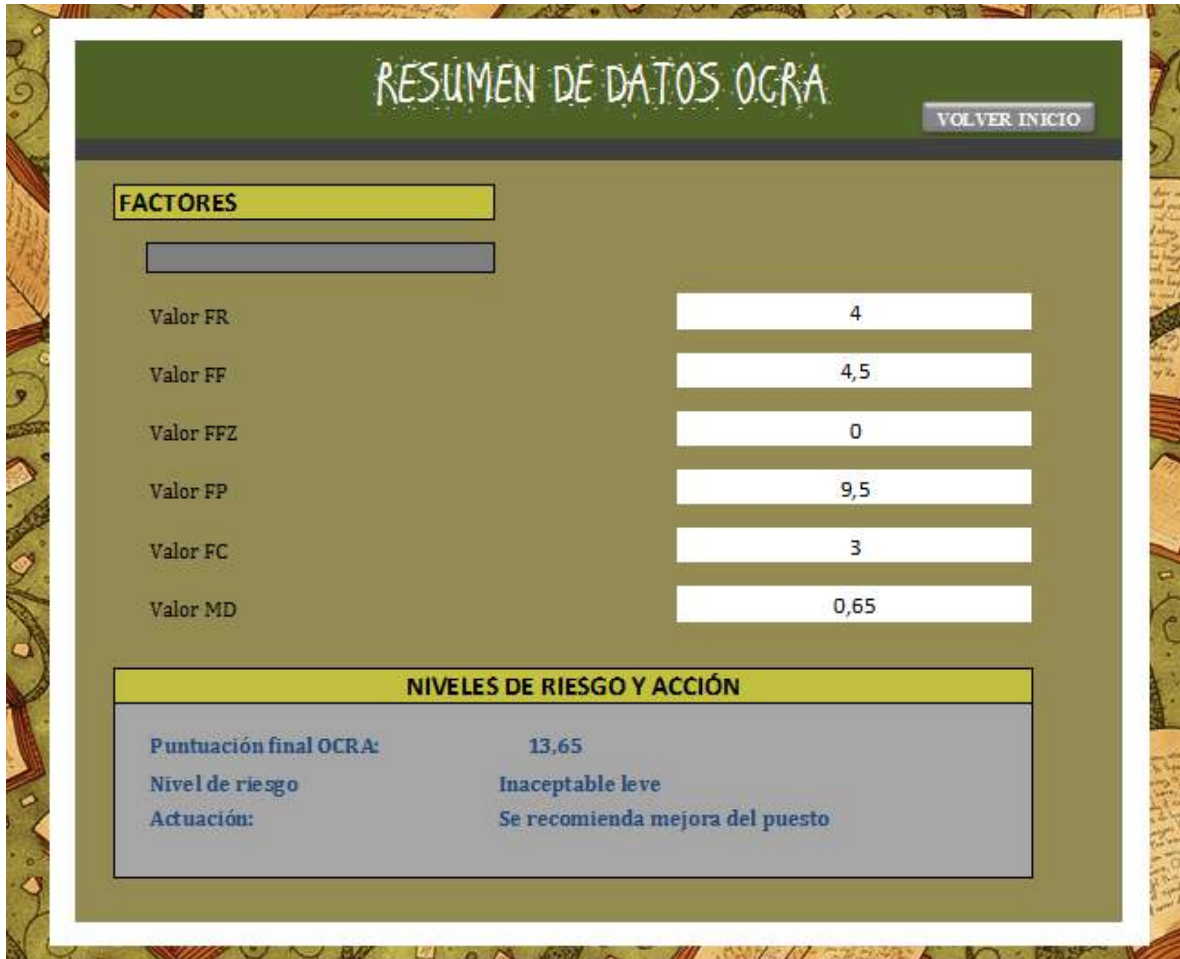 RESUMEN DE DATOS OCRA
VOLVER INICIO
FACTORES
Valor FR 4
Valor FF 4,5
Valor FFZ 0
Valor FP 9,5
Valor FC 3
Valor MD 0,65
NIVELES DE RIESGO Y ACCIÓN
Puntuación final OCRA: 13,65
Nivel de riesgo Inaceptable leve
Actuación: Se recomienda mejora del puesto